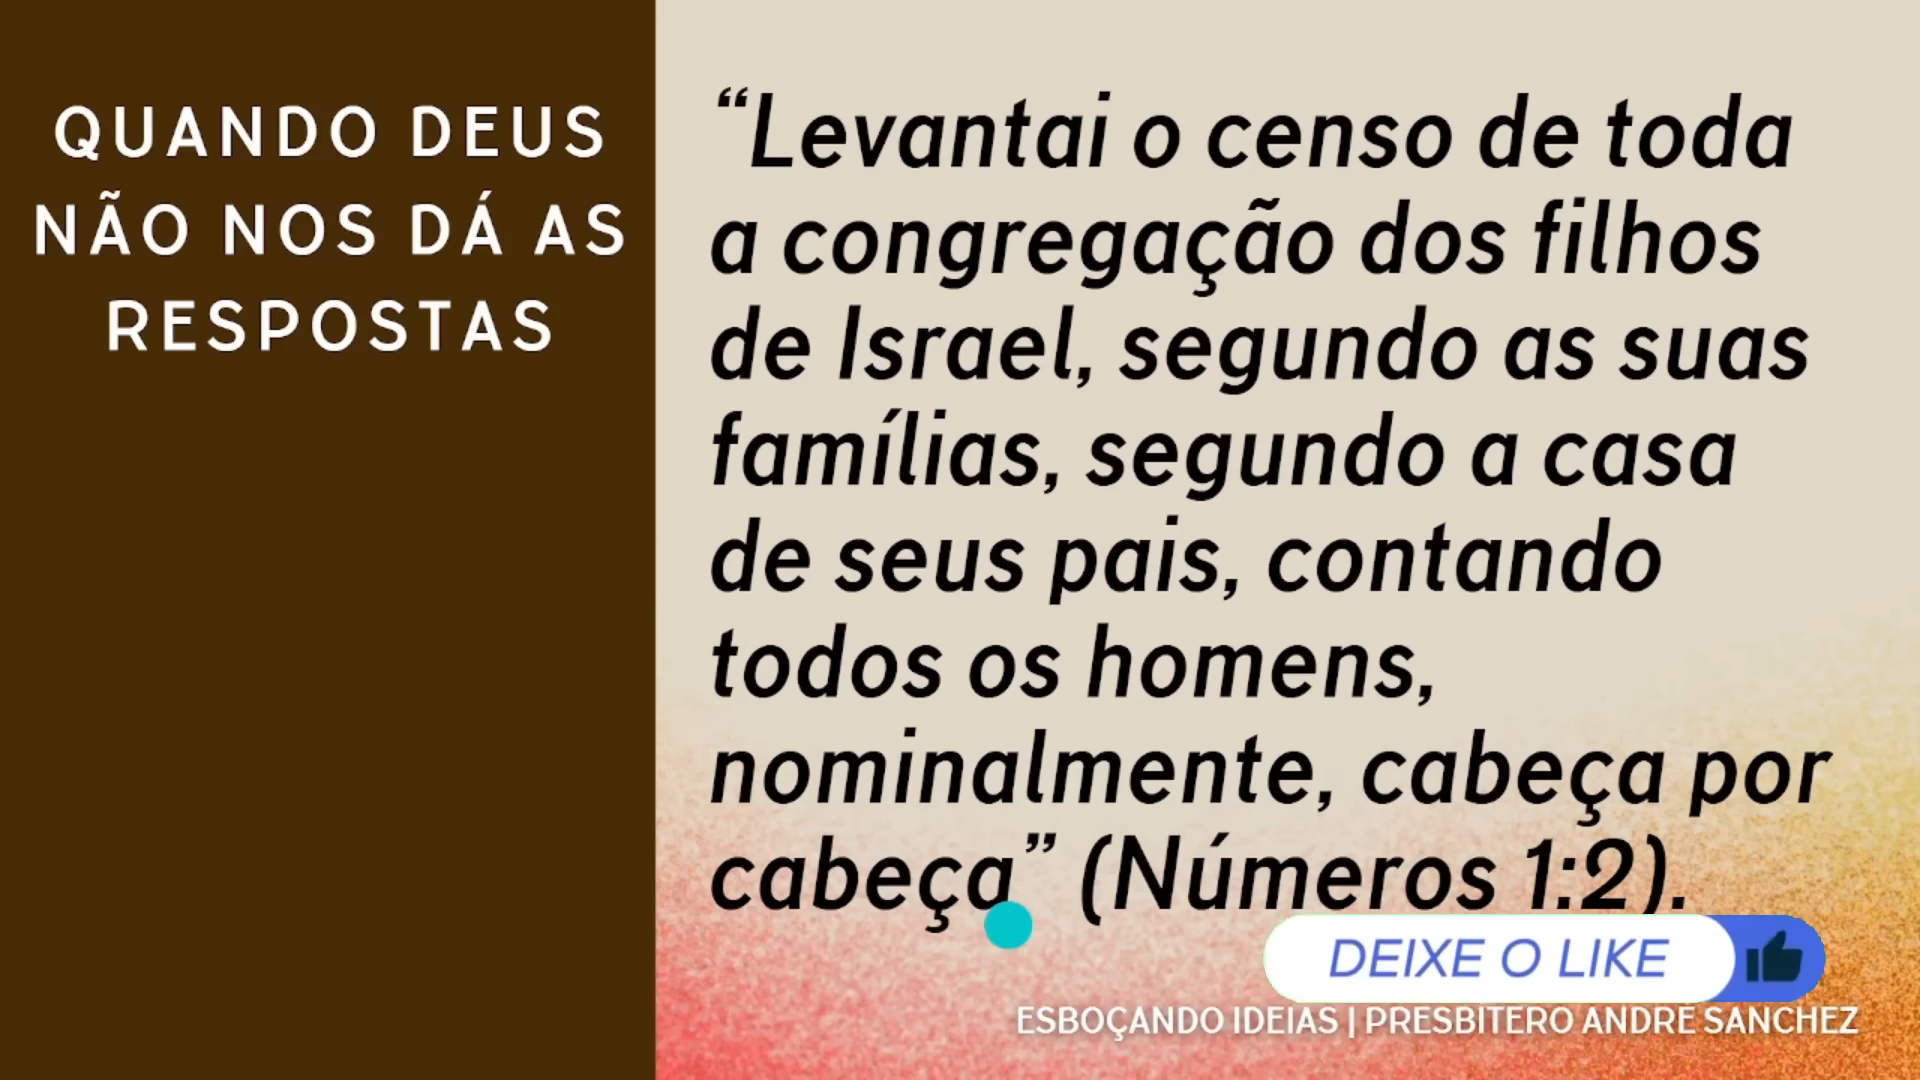 QUANDO DEUS
NÃO NOS DÁ AS
RESPOSTAS
“Levantai o censo de toda
a congregação dos filhos
de Israel, segundo as suas
famílias, segundo a casa
de seus pais, contando
todos os homens,
nominalmente, cabeça por
cabeça” (Números 1:2).
DEIXE O LIKE
ESBOÇANDO IDEIAS | PRESBÍTERO ANDRÉ SANCHEZ